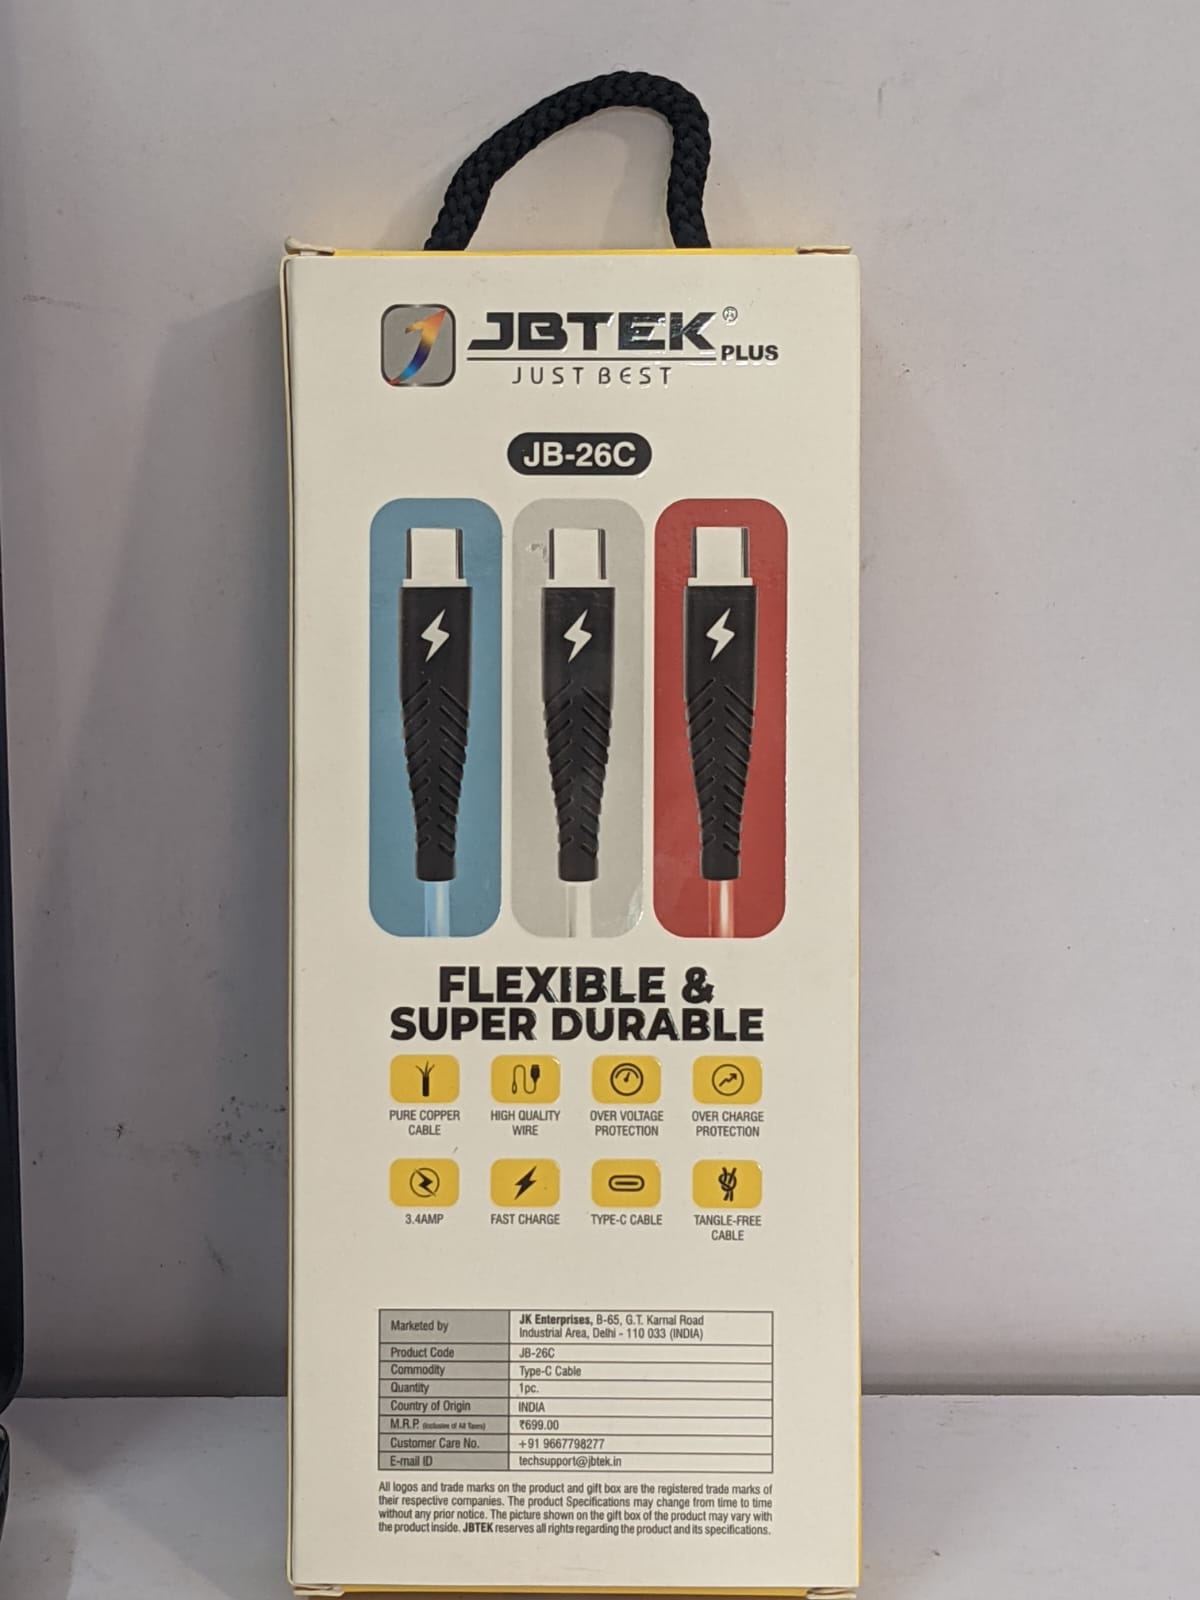 JBTEK® PLUS
JUST BEST
JB-26C
FLEXIBLE &
SUPER DURABLE
PURE COPPER CABLE
HIGH QUALITY WIRE
OVER VOLTAGE PROTECTION
OVER CHARGE PROTECTION
3.4AMP
FAST CHARGE
TYPE-C CABLE
TANGLE-FREE CABLE
Marketed by JK Enterprises, B-65, G.T. Karnal Road
Industrial Area, Delhi - 110 033 (INDIA)
Product Code JB-26C
Commodity Type-C Cable
Quantity 1pc.
Country of Origin INDIA
M.R.P. (Inclusive of All Taxes) ₹699.00
Customer Care No. +91 9667798277
E-mail ID techsupport@jbtek.in
All logos and trade marks on the product and gift box are the registered trade marks of
their respective companies. The product Specifications may change from time to time
without any prior notice. The picture shown on the gift box of the product may vary with
the product inside. JBTEK reserves all rights regarding the product and its specifications.